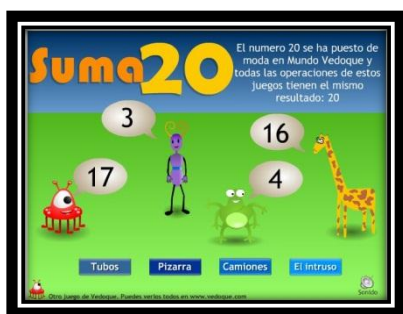 Suma20
El numero 20 se ha puesto de
moda en Mundo Vedoque y
todas las operaciones de estos
juegos tienen el mismo
resultado: 20
3
16
17
4
Tubos
Pizarra
Camiones
El intruso
Otro juego de Vedoque. Puedes verlos todos en www.vedoque.com
Sonido